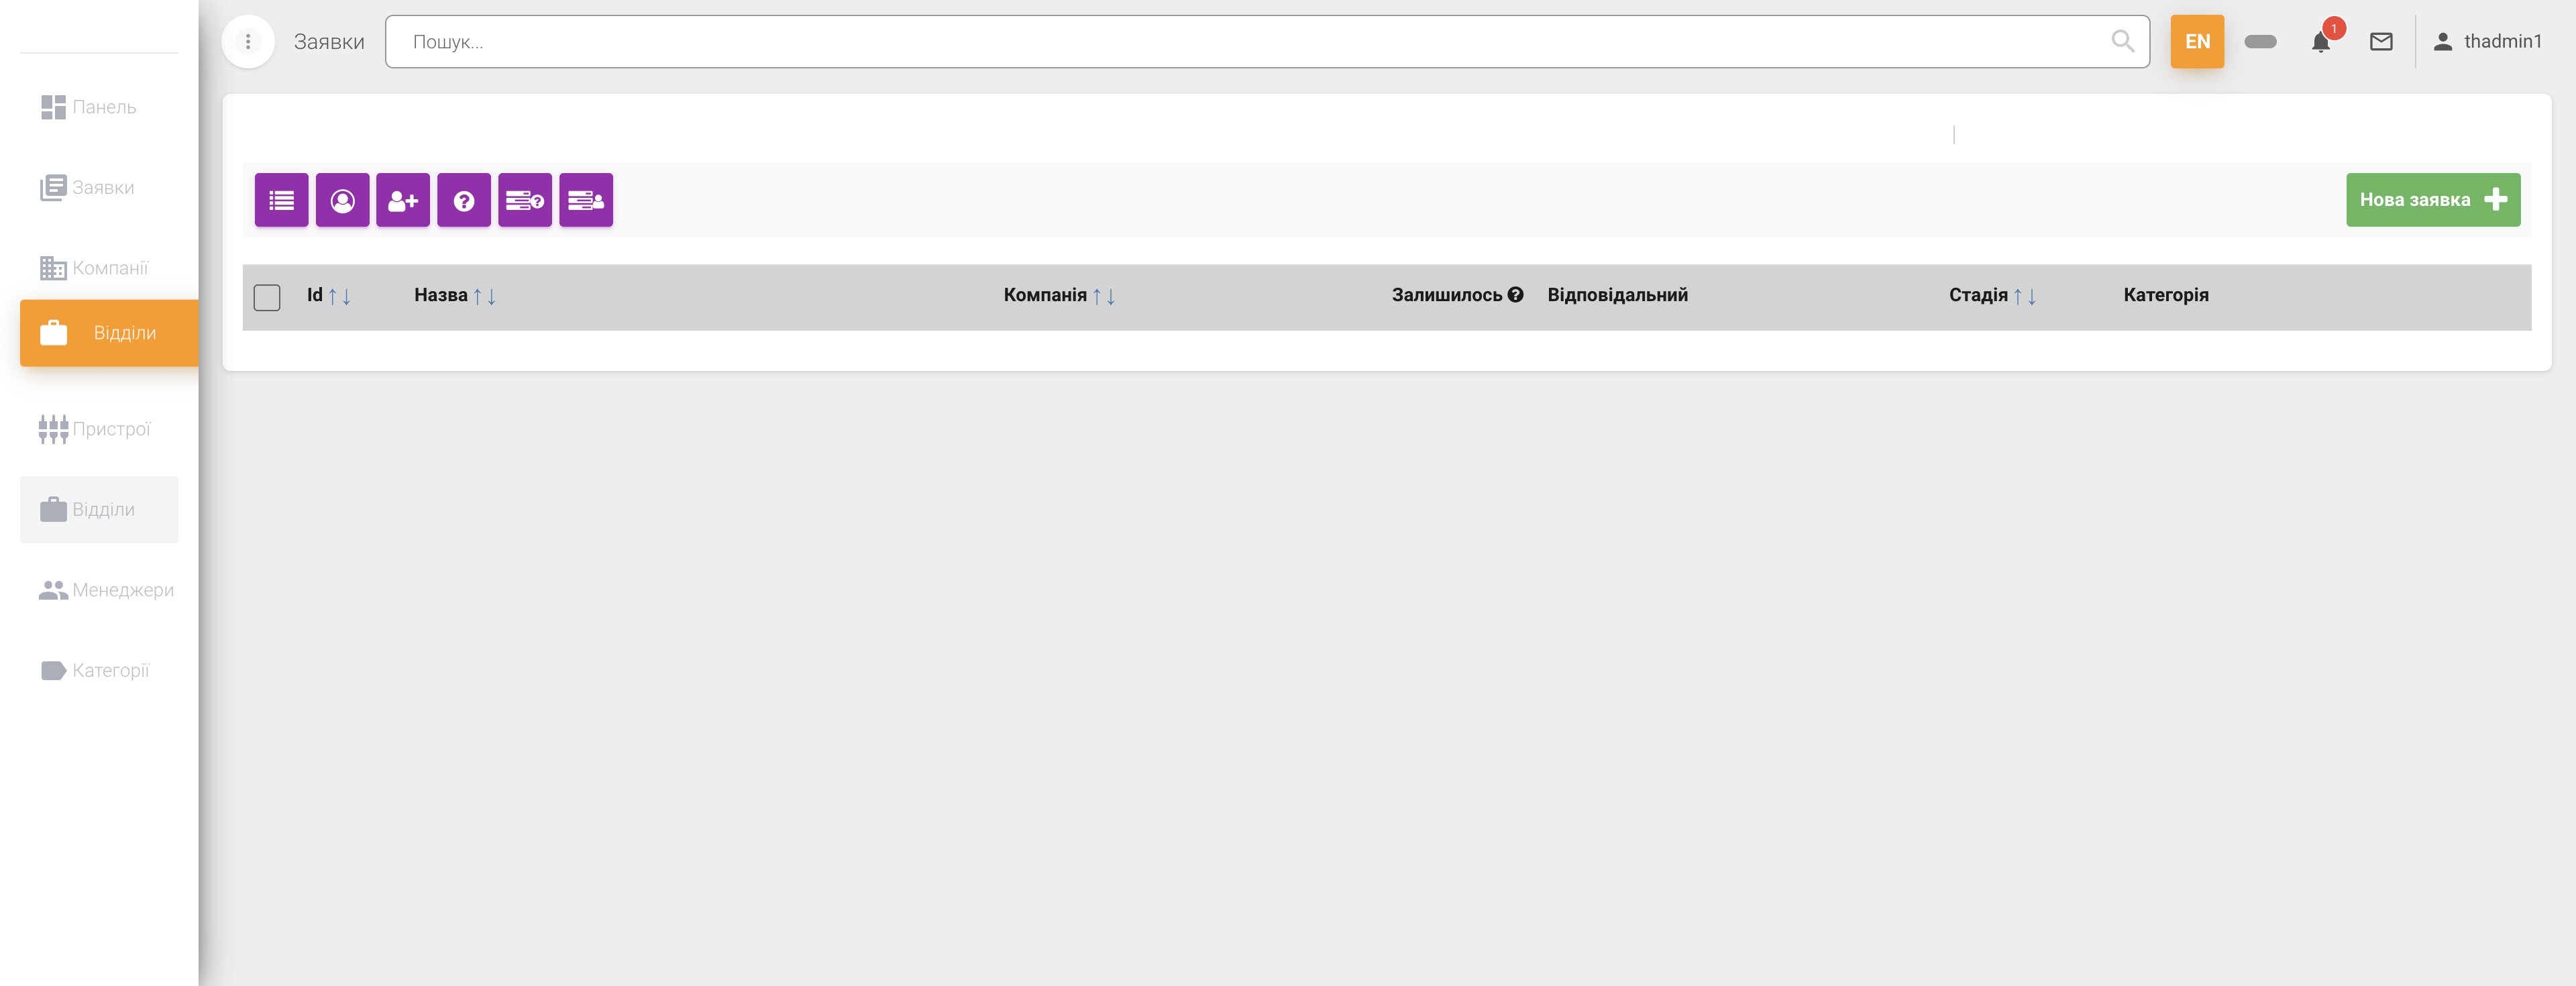 Заявки
Пошук...
EN
1
thadmin1
Панель
Заявки
Компанії
Відділи
Пристрої
Відділи
Менеджери
Категорії
Нова заявка
Id ↑↓ Назва ↑↓ Компанія ↑↓ Залишилось ? Відповідальний Стадія ↑↓ Категорія